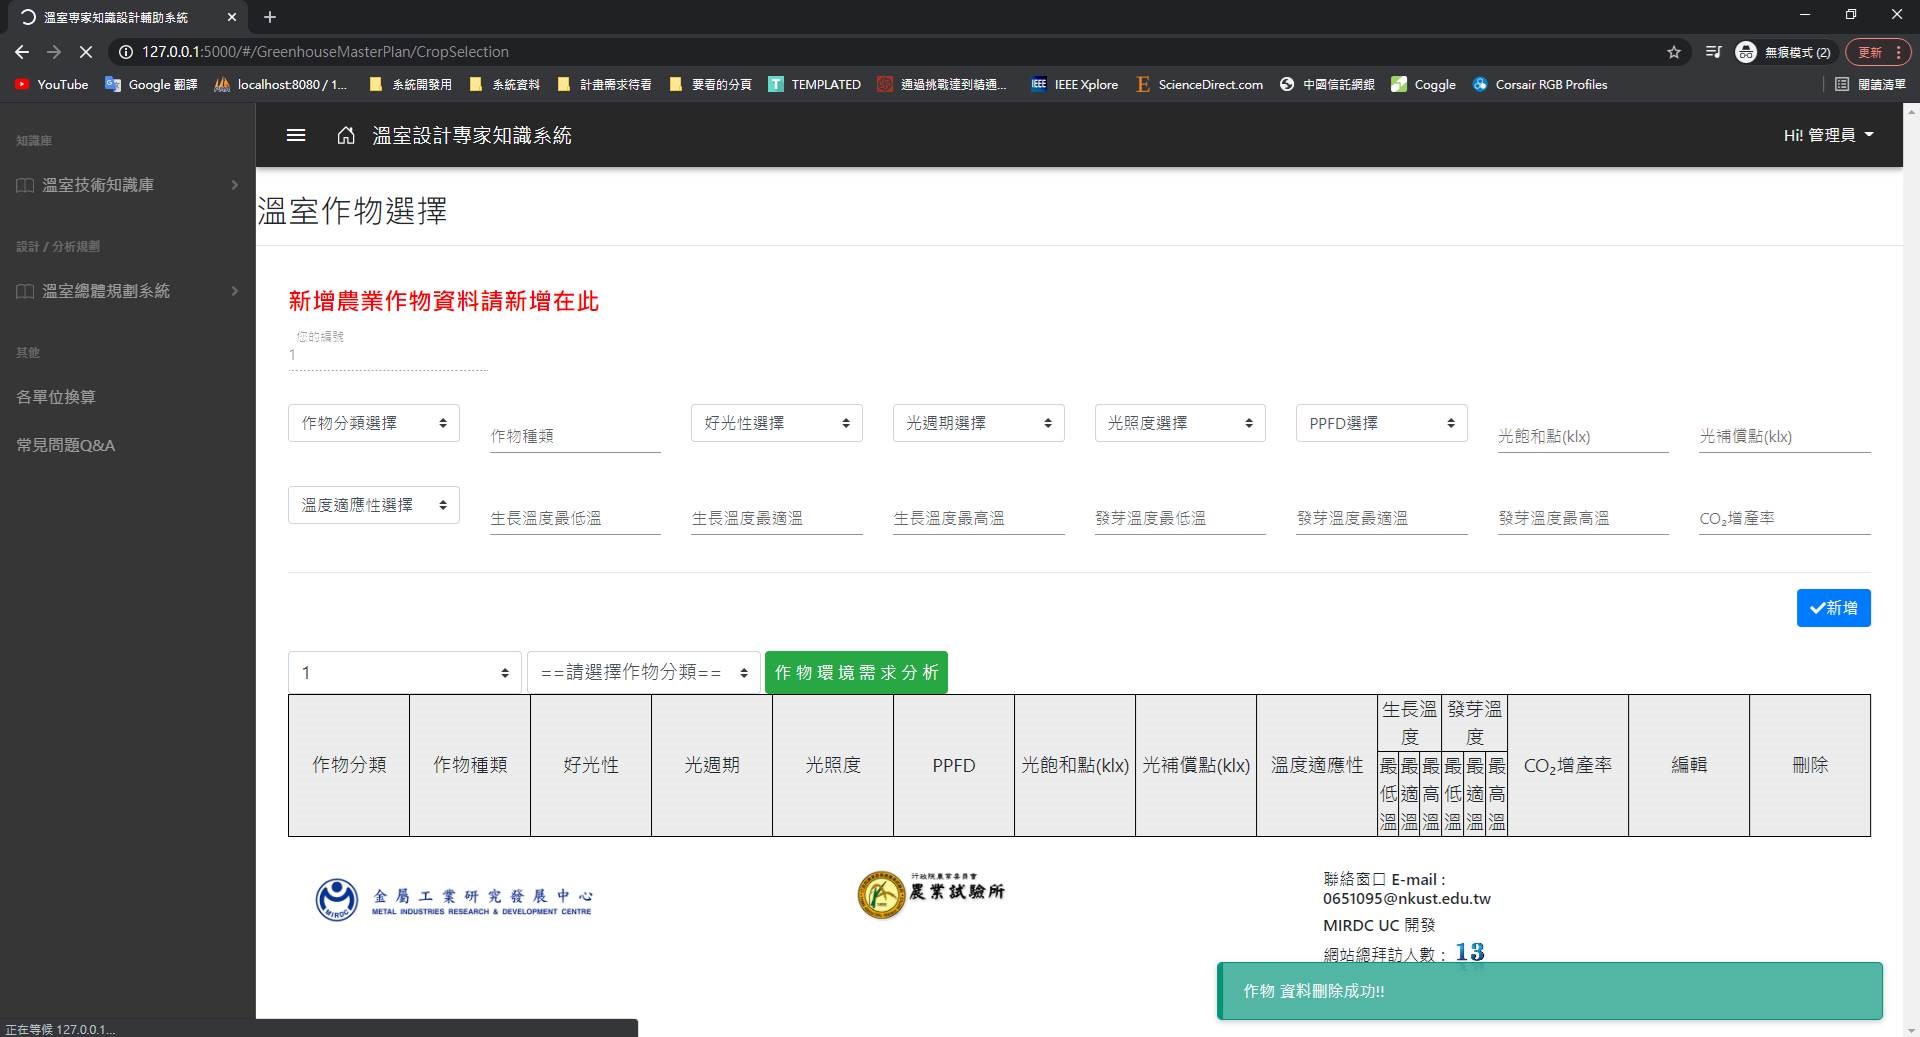 溫室專家知識設計輔助系統
127.0.0.1:5000/#/GreenhouseMasterPlan/CropSelection
無痕模式 (2)
更新
YouTube
Google 翻譯
localhost:8080 / 1...
系統開發用
系統資料
計畫需求待看
要看的分頁
TEMPLATED
通過挑戰達到精通...
IEEE Xplore
ScienceDirect.com
中國信託網銀
Coggle
Corsair RGB Profiles
閱讀清單
知識庫
溫室技術知識庫
設計 / 分析規劃
溫室總體規劃系統
其他
各單位換算
常見問題Q&A
溫室設計專家知識系統
Hi! 管理員
溫室作物選擇
新增農業作物資料請新增在此
您的編號
1
作物分類選擇
作物種類
好光性選擇
光週期選擇
光照度選擇
PPFD選擇
光飽和點(klx)
光補償點(klx)
溫度適應性選擇
生長溫度最低溫
生長溫度最適溫
生長溫度最高溫
發芽溫度最低溫
發芽溫度最適溫
發芽溫度最高溫
CO₂增產率
新增
1
==請選擇作物分類==
作物環境需求分析
作物分類
作物種類
好光性
光週期
光照度
PPFD
光飽和點(klx)
光補償點(klx)
溫度適應性
生長溫度
最低溫
最適溫
最高溫
發芽溫度
最低溫
最適溫
最高溫
CO₂增產率
編輯
刪除
MIRDC
金屬工業研究發展中心
METAL INDUSTRIES RESEARCH & DEVELOPMENT CENTRE
行政院農業委員會
農業試驗所
聯絡窗口 E-mail :
0651095@nkust.edu.tw
MIRDC UC 開發
網站總拜訪人數： 13
作物 資料刪除成功!!
正在等候 127.0.0.1...